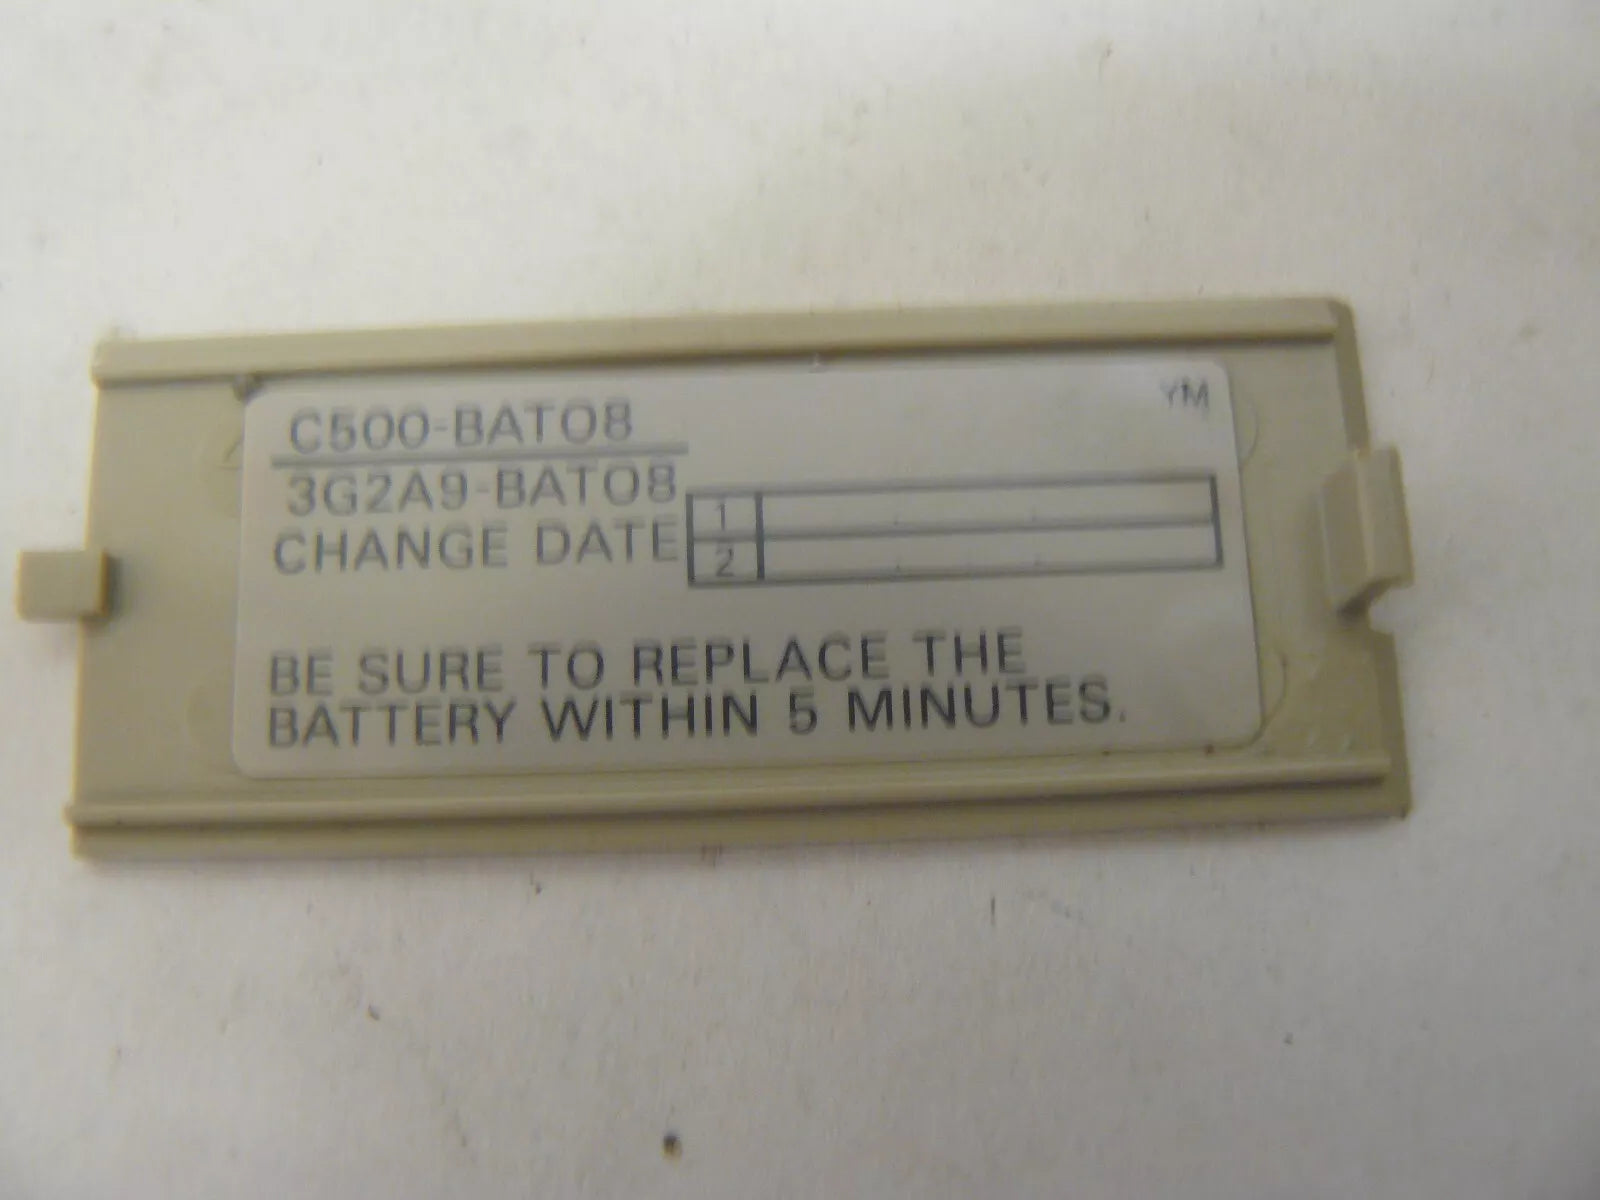 YM
C500-BAT08
3G2A9-BAT08
CHANGE DATE
1
2
BE SURE TO REPLACE THE
BATTERY WITHIN 5 MINUTES.